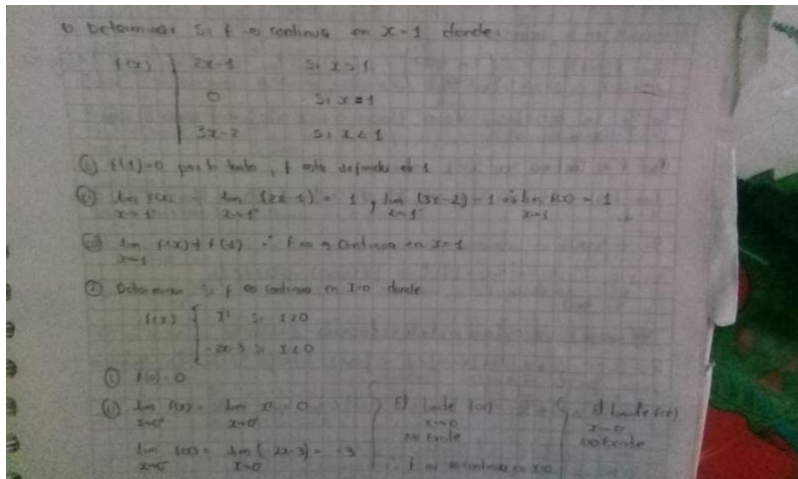 ① Determinar si f es continua en x=1 donde:
f(x) { 2x-1 si x>1
0 si x=1
3x-2 si x<1
ⓘ f(1)=0 por lo tanto, f esta definida en 1
ⓘⓘ lim x→1⁺ f(x) = lim x→1⁺ (2x-1) = 1, lim x→1⁻ (3x-2) = 1 ∴ lim x→1 f(x) = 1
lim x→1 f(x) ≠ f(1) ∴ f no es continua en x=1
② Determinar si f es continua en x=0 donde
f(x) { x² si x≥0
-2x-3 si x<0
ⓘ f(0)=0
ⓘⓘ lim x→0⁺ f(x) = lim x→0⁺ x² = 0 } El limite f(x) x→0 No Existe { ∴ El limite f(x) x→0 No Existe
lim x→0⁻ f(x) = lim x→0⁻ (-2x-3) = -3 ∴ f no es continua en x=0